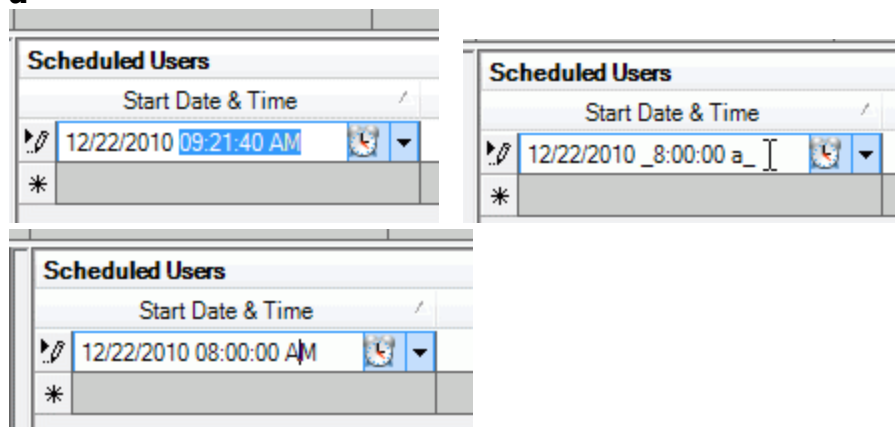 Scheduled Users
Start Date & Time
12/22/2010 09:21:40 AM
Scheduled Users
Start Date & Time
12/22/2010 _8:00:00 a_
Scheduled Users
Start Date & Time
12/22/2010 08:00:00 AM